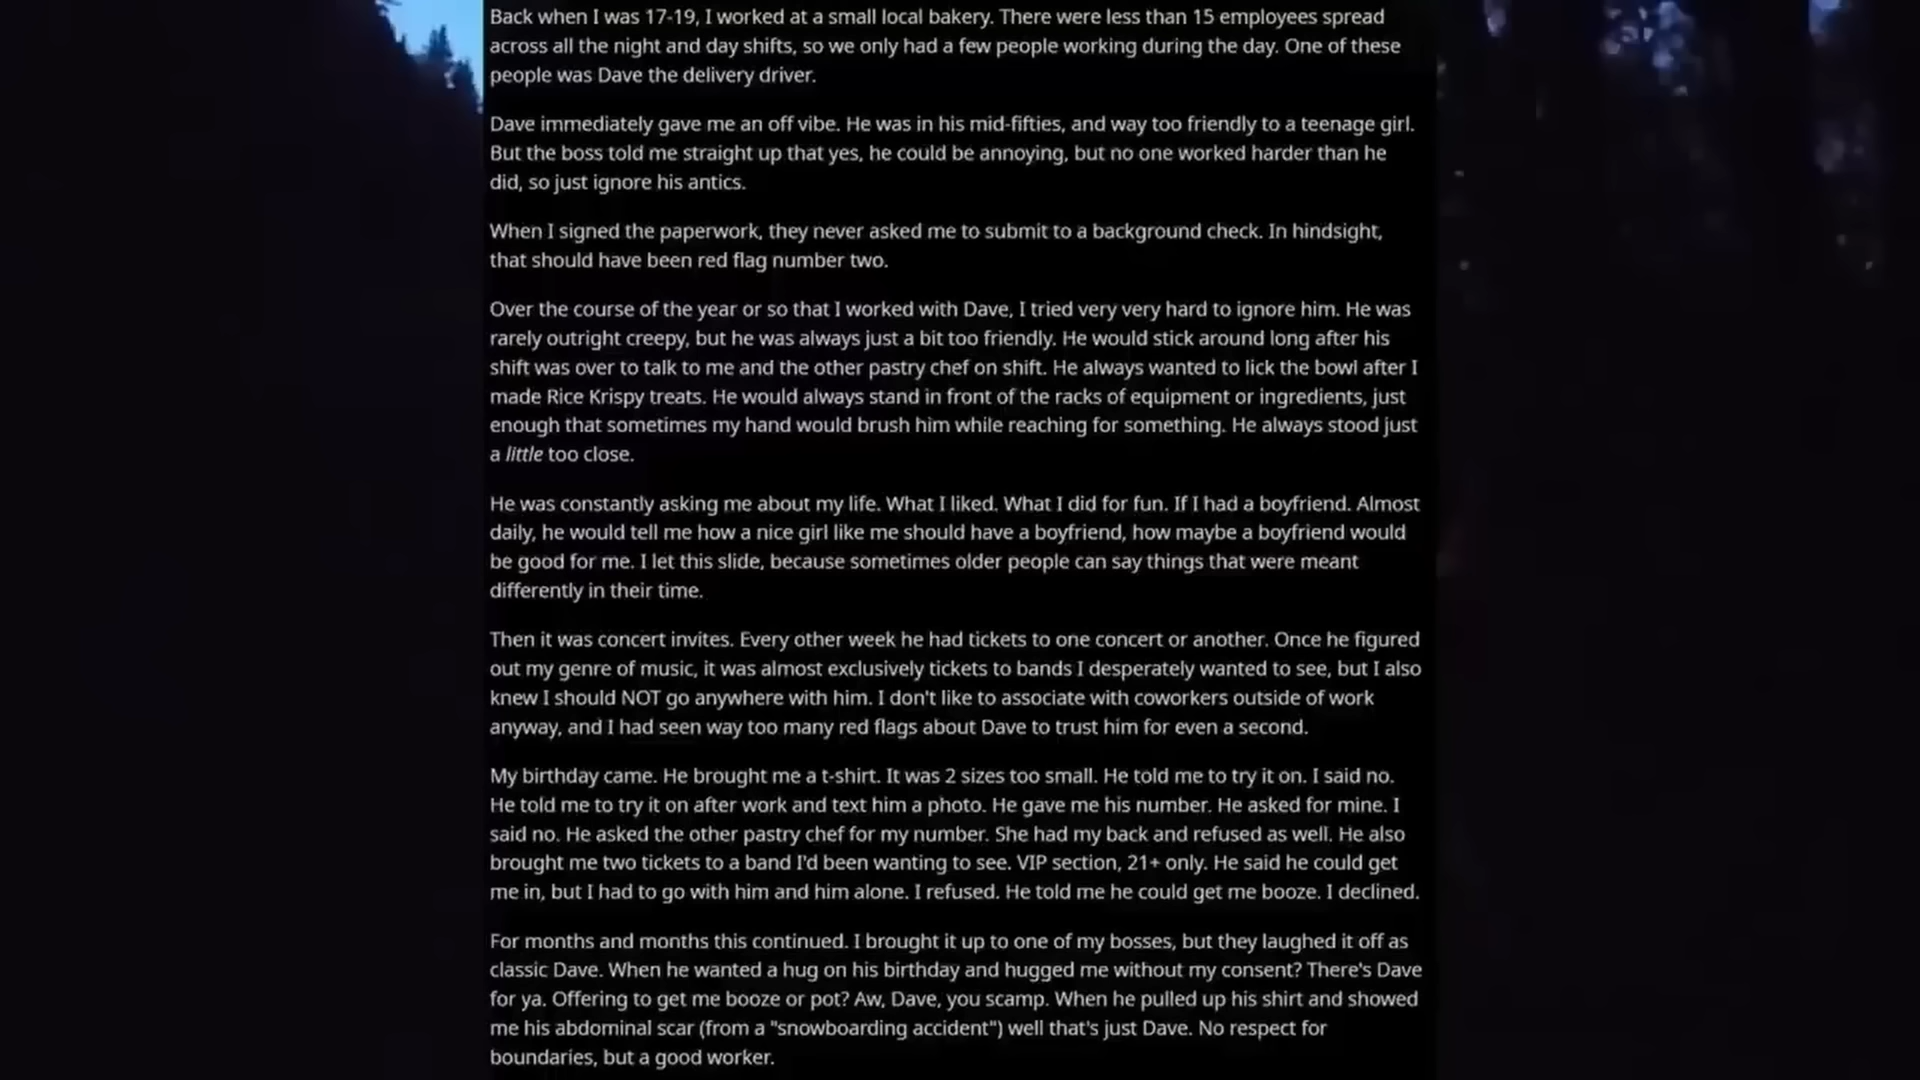 Back when I was 17-19, I worked at a small local bakery. There were less than 15 employees spread
across all the night and day shifts, so we only had a few people working during the day. One of these
people was Dave the delivery driver.
Dave immediately gave me an off vibe. He was in his mid-fifties, and way too friendly to a teenage girl.
But the boss told me straight up that yes, he could be annoying, but no one worked harder than he
did, so just ignore his antics.
When I signed the paperwork, they never asked me to submit to a background check. In hindsight,
that should have been red flag number two.
Over the course of the year or so that I worked with Dave, I tried very very hard to ignore him. He was
rarely outright creepy, but he was always just a bit too friendly. He would stick around long after his
shift was over to talk to me and the other pastry chef on shift. He always wanted to lick the bowl after I
made Rice Krispy treats. He would always stand in front of the racks of equipment or ingredients, just
enough that sometimes my hand would brush him while reaching for something. He always stood just
a little too close.
He was constantly asking me about my life. What I liked. What I did for fun. If I had a boyfriend. Almost
daily, he would tell me how a nice girl like me should have a boyfriend, how maybe a boyfriend would
be good for me. I let this slide, because sometimes older people can say things that were meant
differently in their time.
Then it was concert invites. Every other week he had tickets to one concert or another. Once he figured
out my genre of music, it was almost exclusively tickets to bands I desperately wanted to see, but I also
knew I should NOT go anywhere with him. I don't like to associate with coworkers outside of work
anyway, and I had seen way too many red flags about Dave to trust him for even a second.
My birthday came. He brought me a t-shirt. It was 2 sizes too small. He told me to try it on. I said no.
He told me to try it on after work and text him a photo. He gave me his number. He asked for mine. I
said no. He asked the other pastry chef for my number. She had my back and refused as well. He also
brought me two tickets to a band I'd been wanting to see. VIP section, 21+ only. He said he could get
me in, but I had to go with him and him alone. I refused. He told me he could get me booze. I declined.
For months and months this continued. I brought it up to one of my bosses, but they laughed it off as
classic Dave. When he wanted a hug on his birthday and hugged me without my consent? There's Dave
for ya. Offering to get me booze or pot? Aw, Dave, you scamp. When he pulled up his shirt and showed
me his abdominal scar (from a "snowboarding accident") well that's just Dave. No respect for
boundaries, but a good worker.